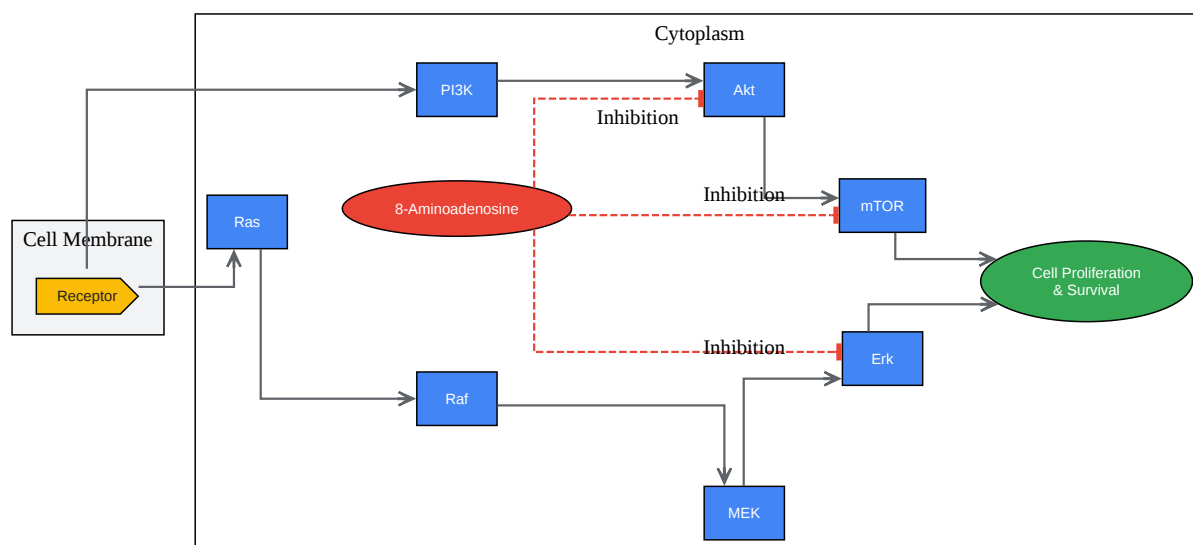 Cytoplasm
PI3K
Akt
Inhibition
Inhibition
8-Aminoadenosine
mTOR
Ras
Cell Membrane
Receptor
Cell Proliferation
& Survival
Inhibition
Erk
Raf
MEK